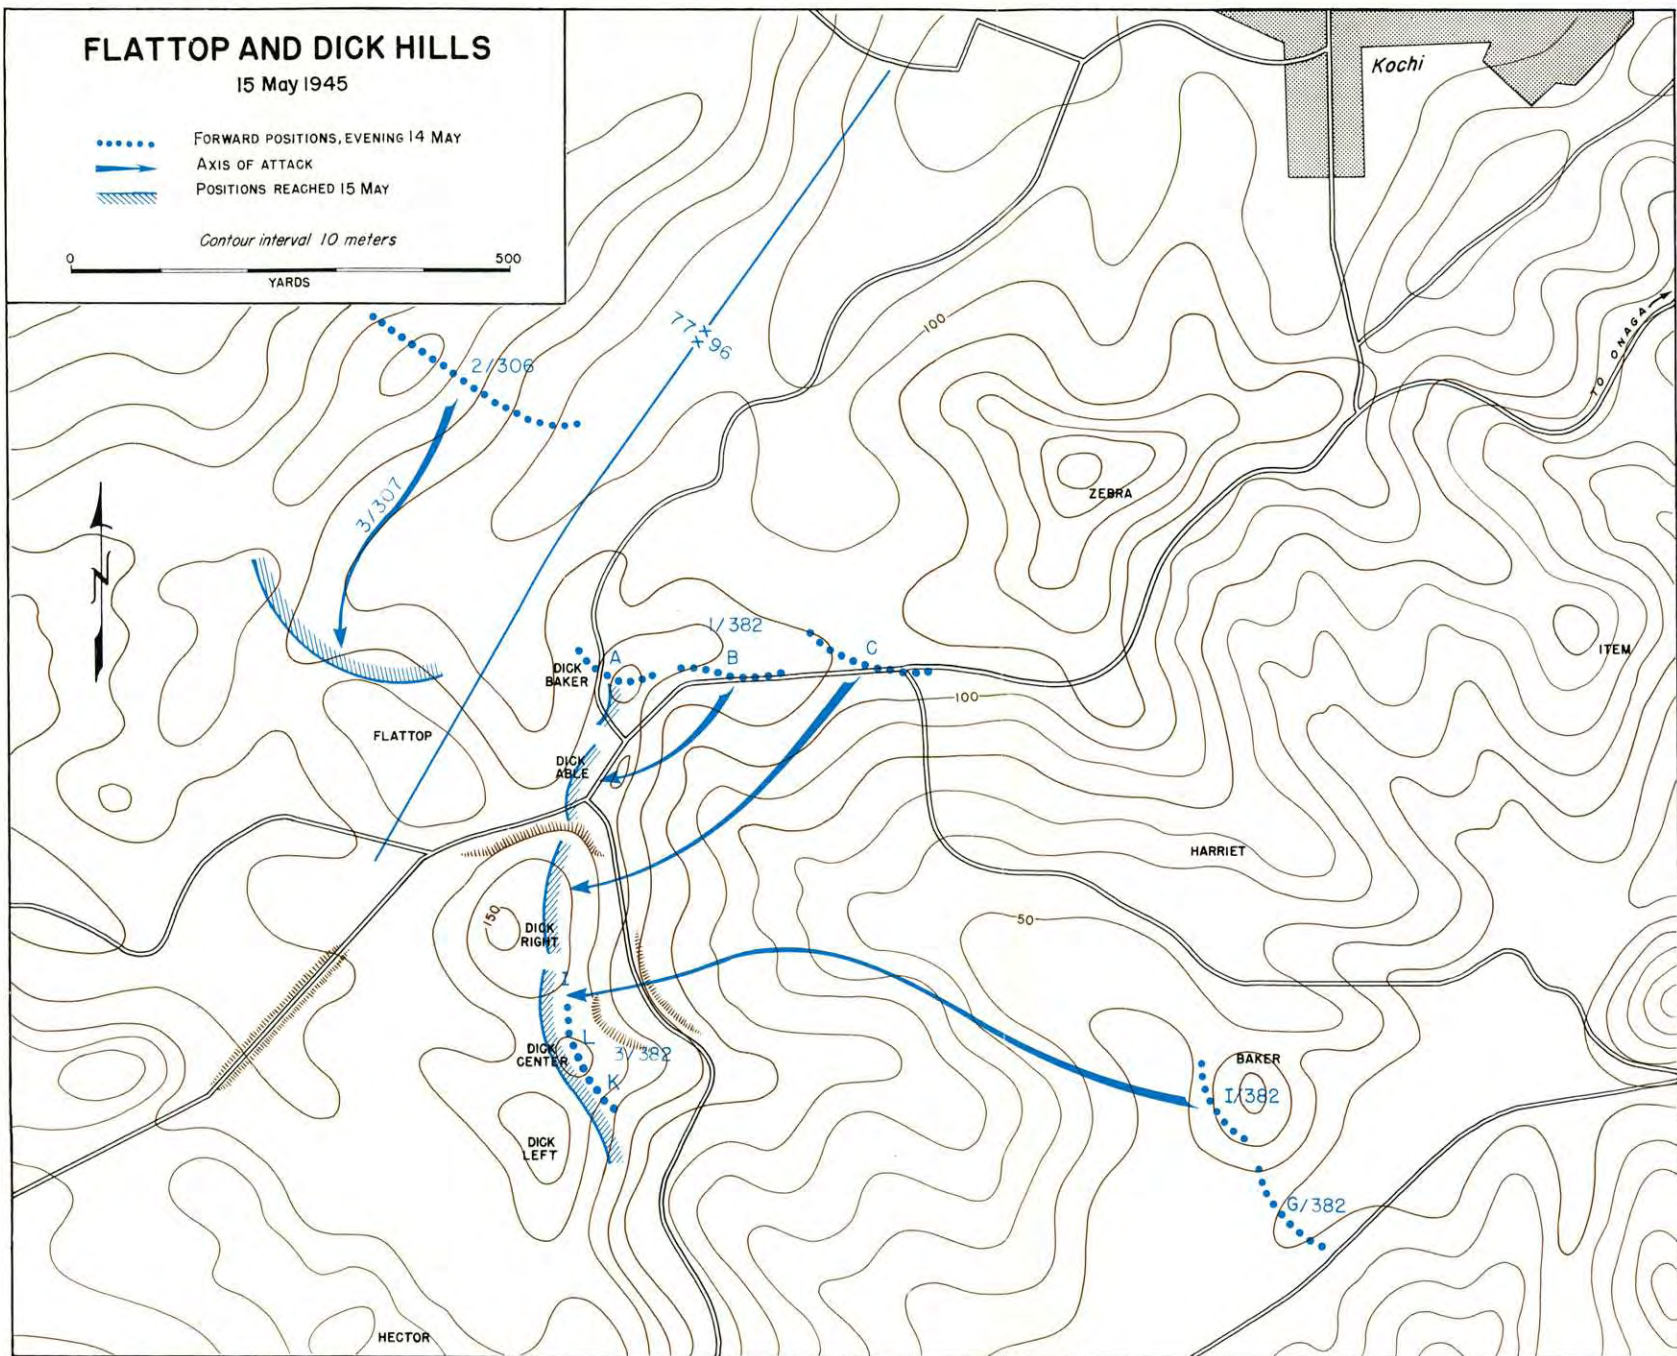 FLATTOP AND DICK HILLS
15 May 1945
FORWARD POSITIONS, EVENING 14 MAY
AXIS OF ATTACK
POSITIONS REACHED 15 MAY
Contour interval 10 meters
0 500
YARDS
Kochi
TO ONAGA
77 x
x 96
100
2/306
3/307
N
ZEBRA
1/382
A
B
C
DICK
BAKER
ITEM
100
FLATTOP
DICK
ABLE
HARRIET
150
50
DICK
RIGHT
I
L
DICK
CENTER
3/382
K
BAKER
I/382
DICK
LEFT
G/382
HECTOR